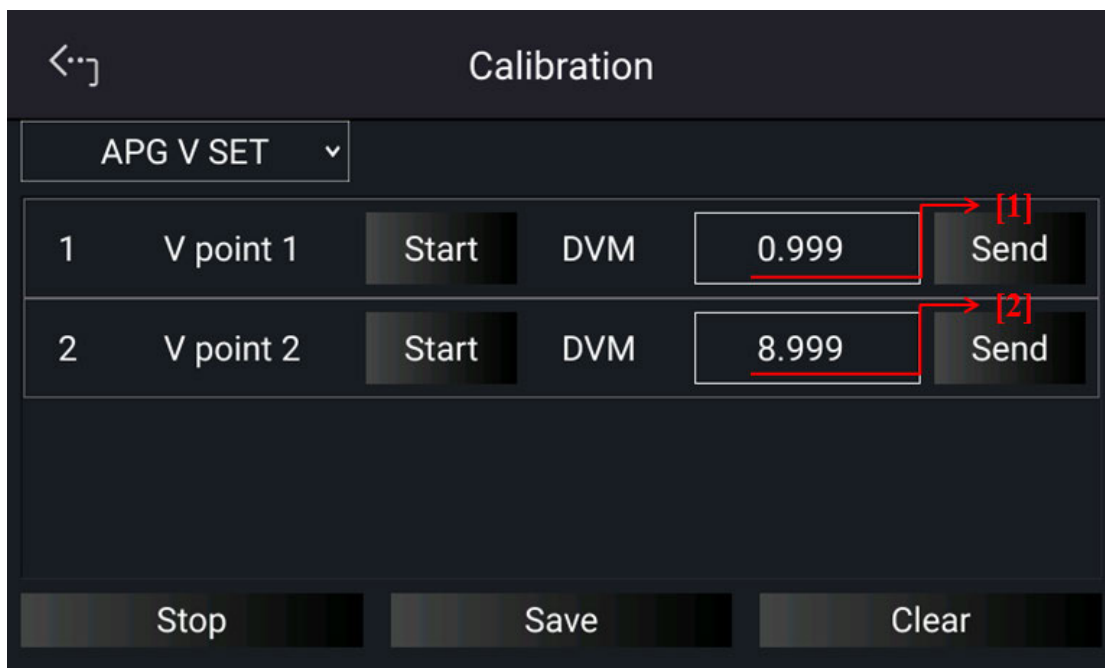 Calibration
APG V SET
[1]
1 V point 1 Start DVM 0.999 Send
[2]
2 V point 2 Start DVM 8.999 Send
Stop Save Clear